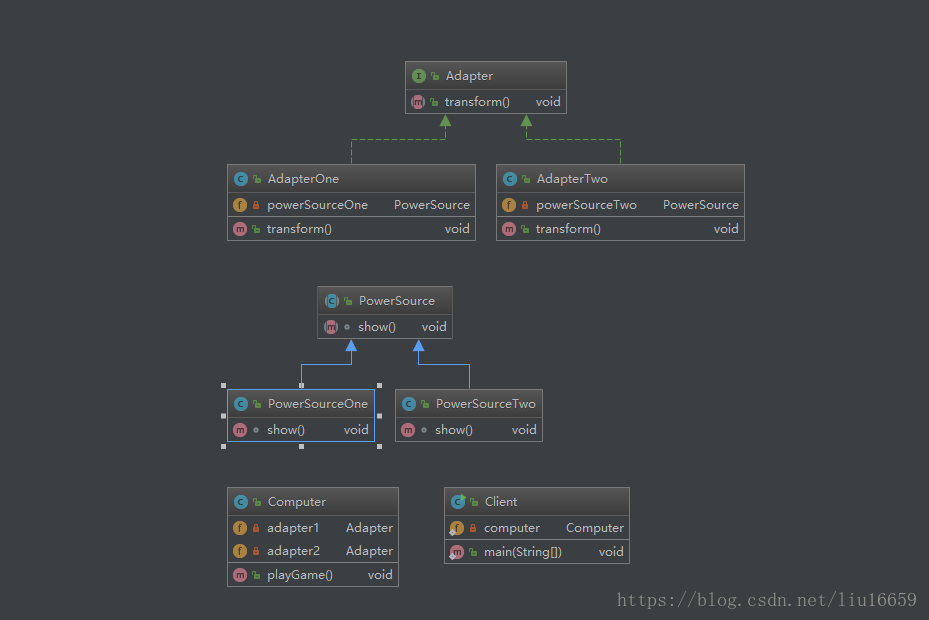 Adapter
transform() void
AdapterOne
powerSourceOne PowerSource
transform() void
AdapterTwo
powerSourceTwo PowerSource
transform() void
PowerSource
show() void
PowerSourceOne
show() void
PowerSourceTwo
show() void
Computer
adapter1 Adapter
adapter2 Adapter
playGame() void
Client
computer Computer
main(String[]) void
https://blog.csdn.net/liu16659